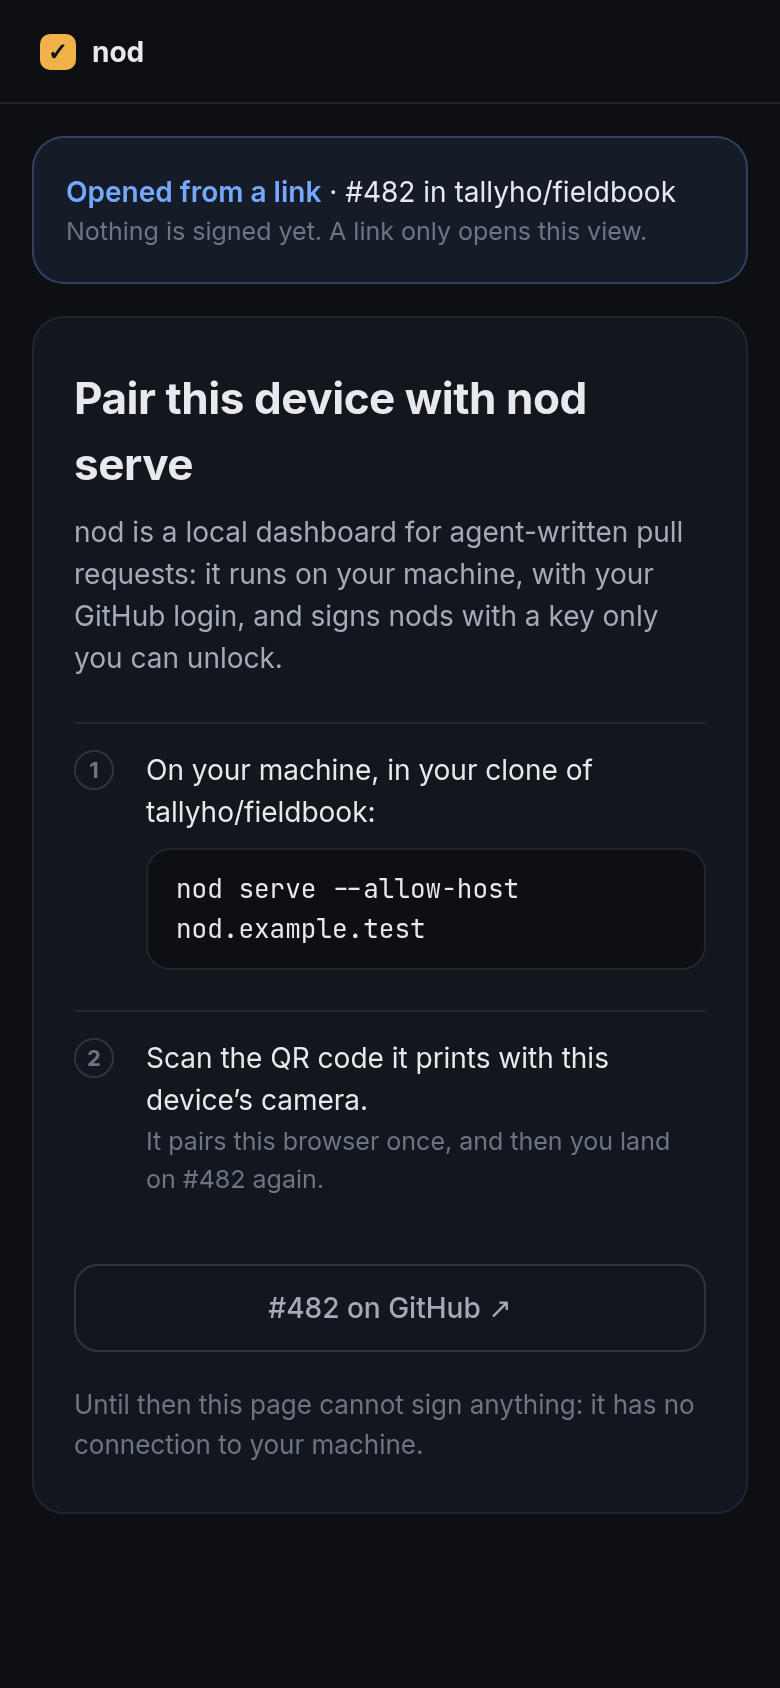 ✓ nod
Opened from a link · #482 in tallyho/fieldbook
Nothing is signed yet. A link only opens this view.
Pair this device with nod
serve
nod is a local dashboard for agent-written pull
requests: it runs on your machine, with your
GitHub login, and signs nods with a key only
you can unlock.
1 On your machine, in your clone of
tallyho/fieldbook:
nod serve --allow-host
nod.example.test
2 Scan the QR code it prints with this
device’s camera.
It pairs this browser once, and then you land
on #482 again.
#482 on GitHub ↗
Until then this page cannot sign anything: it has no
connection to your machine.